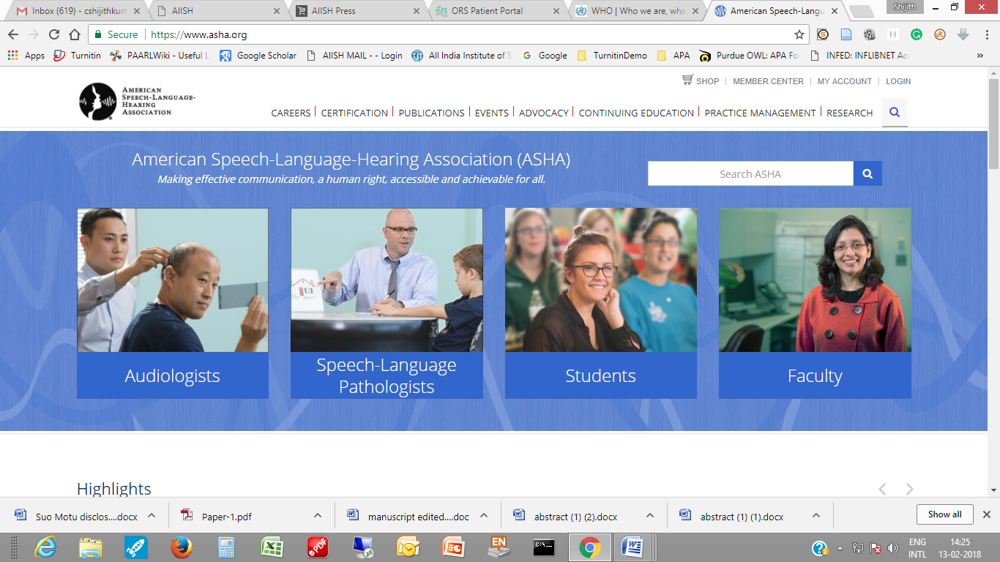 Inbox (619) - cshijithkum
AIISH
AIISH Press
ORS Patient Portal
WHO | Who we are, wha
American Speech-Langu
Shijith
Secure
https://www.asha.org
Apps
Turnitin
PAARLWiki - Useful L
Google Scholar
AIISH MAIL - - Login
All India Institute of S
Google
TurnitinDemo
APA
Purdue OWL: APA Fo
INFED: INFLIBNET Acc
»
SHOP | MEMBER CENTER | MY ACCOUNT | LOGIN
AMERICAN
SPEECH-LANGUAGE-
HEARING
ASSOCIATION
CAREERS | CERTIFICATION | PUBLICATIONS | EVENTS | ADVOCACY | CONTINUING EDUCATION | PRACTICE MANAGEMENT | RESEARCH
American Speech-Language-Hearing Association (ASHA)
Making effective communication, a human right, accessible and achievable for all.
Search ASHA
Audiologists
Speech-Language
Pathologists
Students
Faculty
Highlights
Suo Motu disclos....docx
Paper-1.pdf
manuscript edited....doc
abstract (1) (2).docx
abstract (1) (1).docx
Show all
PDF
EN
C:\_
ENG
INTL
14:25
13-02-2018